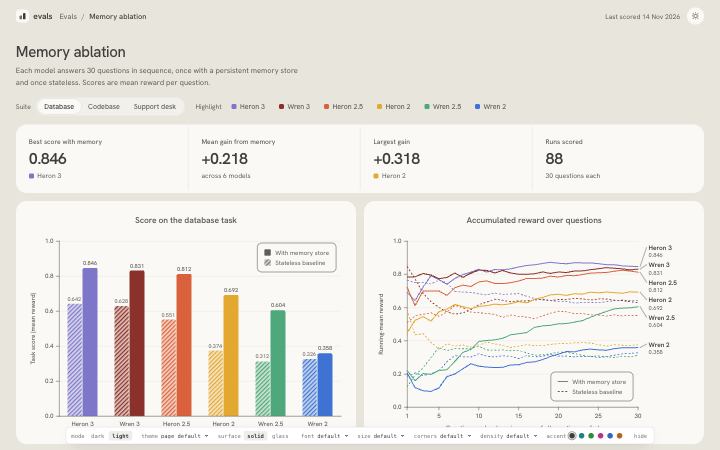 evals Evals / Memory ablation
Last scored 14 Nov 2026
Memory ablation
Each model answers 30 questions in sequence, once with a persistent memory store
and once stateless. Scores are mean reward per question.
Suite Database Codebase Support desk Highlight Heron 3 Wren 3 Heron 2.5 Heron 2 Wren 2.5 Wren 2
Best score with memory
0.846
Heron 3
Mean gain from memory
+0.218
across 6 models
Largest gain
+0.318
Heron 2
Runs scored
88
30 questions each
Score on the database task
With memory store
Stateless baseline
Task score (mean reward)
1.0
0.8
0.6
0.4
0.2
0
0.642 0.846
0.628 0.831
0.551 0.812
0.374 0.692
0.312 0.604
0.326 0.358
Heron 3 Wren 3 Heron 2.5 Heron 2 Wren 2.5 Wren 2
Accumulated reward over questions
Running mean reward
1.0
0.8
0.6
0.4
0.2
0.0
1 5 10 15 20 25 30
Heron 3
0.846
Wren 3
0.831
Heron 2.5
0.812
Heron 2
0.692
Wren 2.5
0.604
Wren 2
0.358
With memory store
Stateless baseline
mode dark light theme page default surface solid glass font default size default corners default density default accent hide